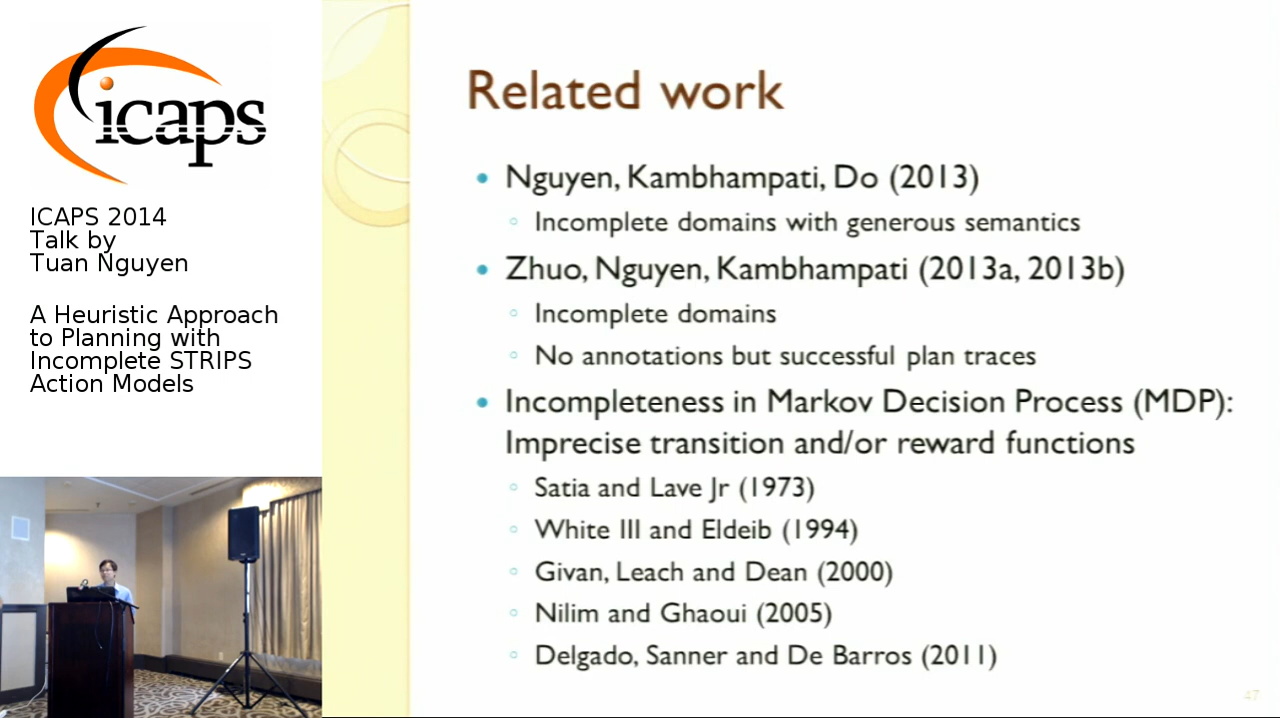 icaps
ICAPS 2014
Talk by
Tuan Nguyen
A Heuristic Approach
to Planning with
Incomplete STRIPS
Action Models
Related work
• Nguyen, Kambhampati, Do (2013)
◦ Incomplete domains with generous semantics
• Zhuo, Nguyen, Kambhampati (2013a, 2013b)
◦ Incomplete domains
◦ No annotations but successful plan traces
• Incompleteness in Markov Decision Process (MDP):
Imprecise transition and/or reward functions
◦ Satia and Lave Jr (1973)
◦ White III and Eldeib (1994)
◦ Givan, Leach and Dean (2000)
◦ Nilim and Ghaoui (2005)
◦ Delgado, Sanner and De Barros (2011)
47